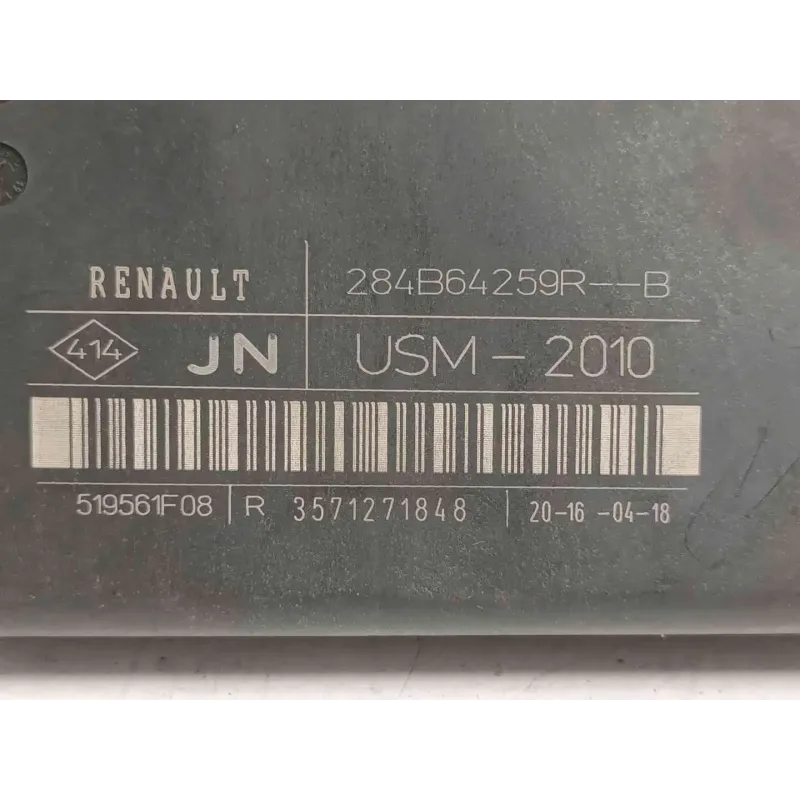 RENAULT 284B64259R--B
414 JN USM-2010
519561F08 R 3571271848 20-16-04-18